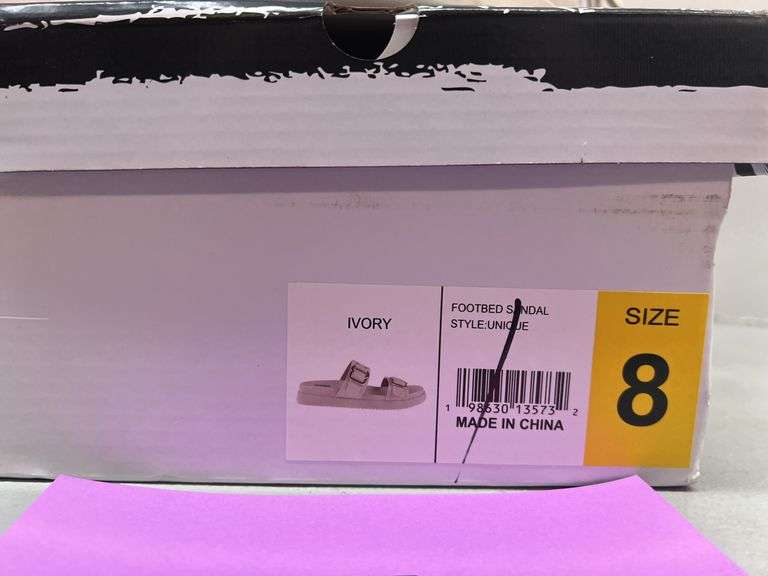 IVORY
FOOTBED SANDAL
STYLE:UNIQUE
1 98630 13573 2
MADE IN CHINA
SIZE
8